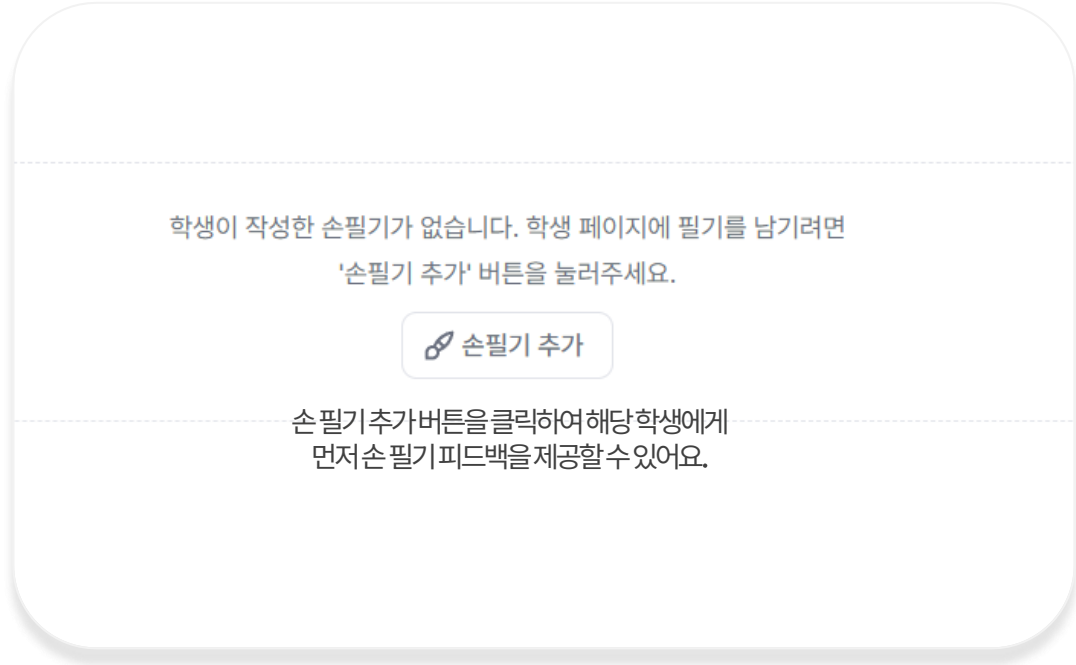 학생이 작성한 손필기가 없습니다. 학생 페이지에 필기를 남기려면
'손필기 추가' 버튼을 눌러주세요.
손필기 추가
손 필기 추가 버튼을 클릭하여 해당 학생에게
먼저 손 필기 피드백을 제공할 수 있어요.